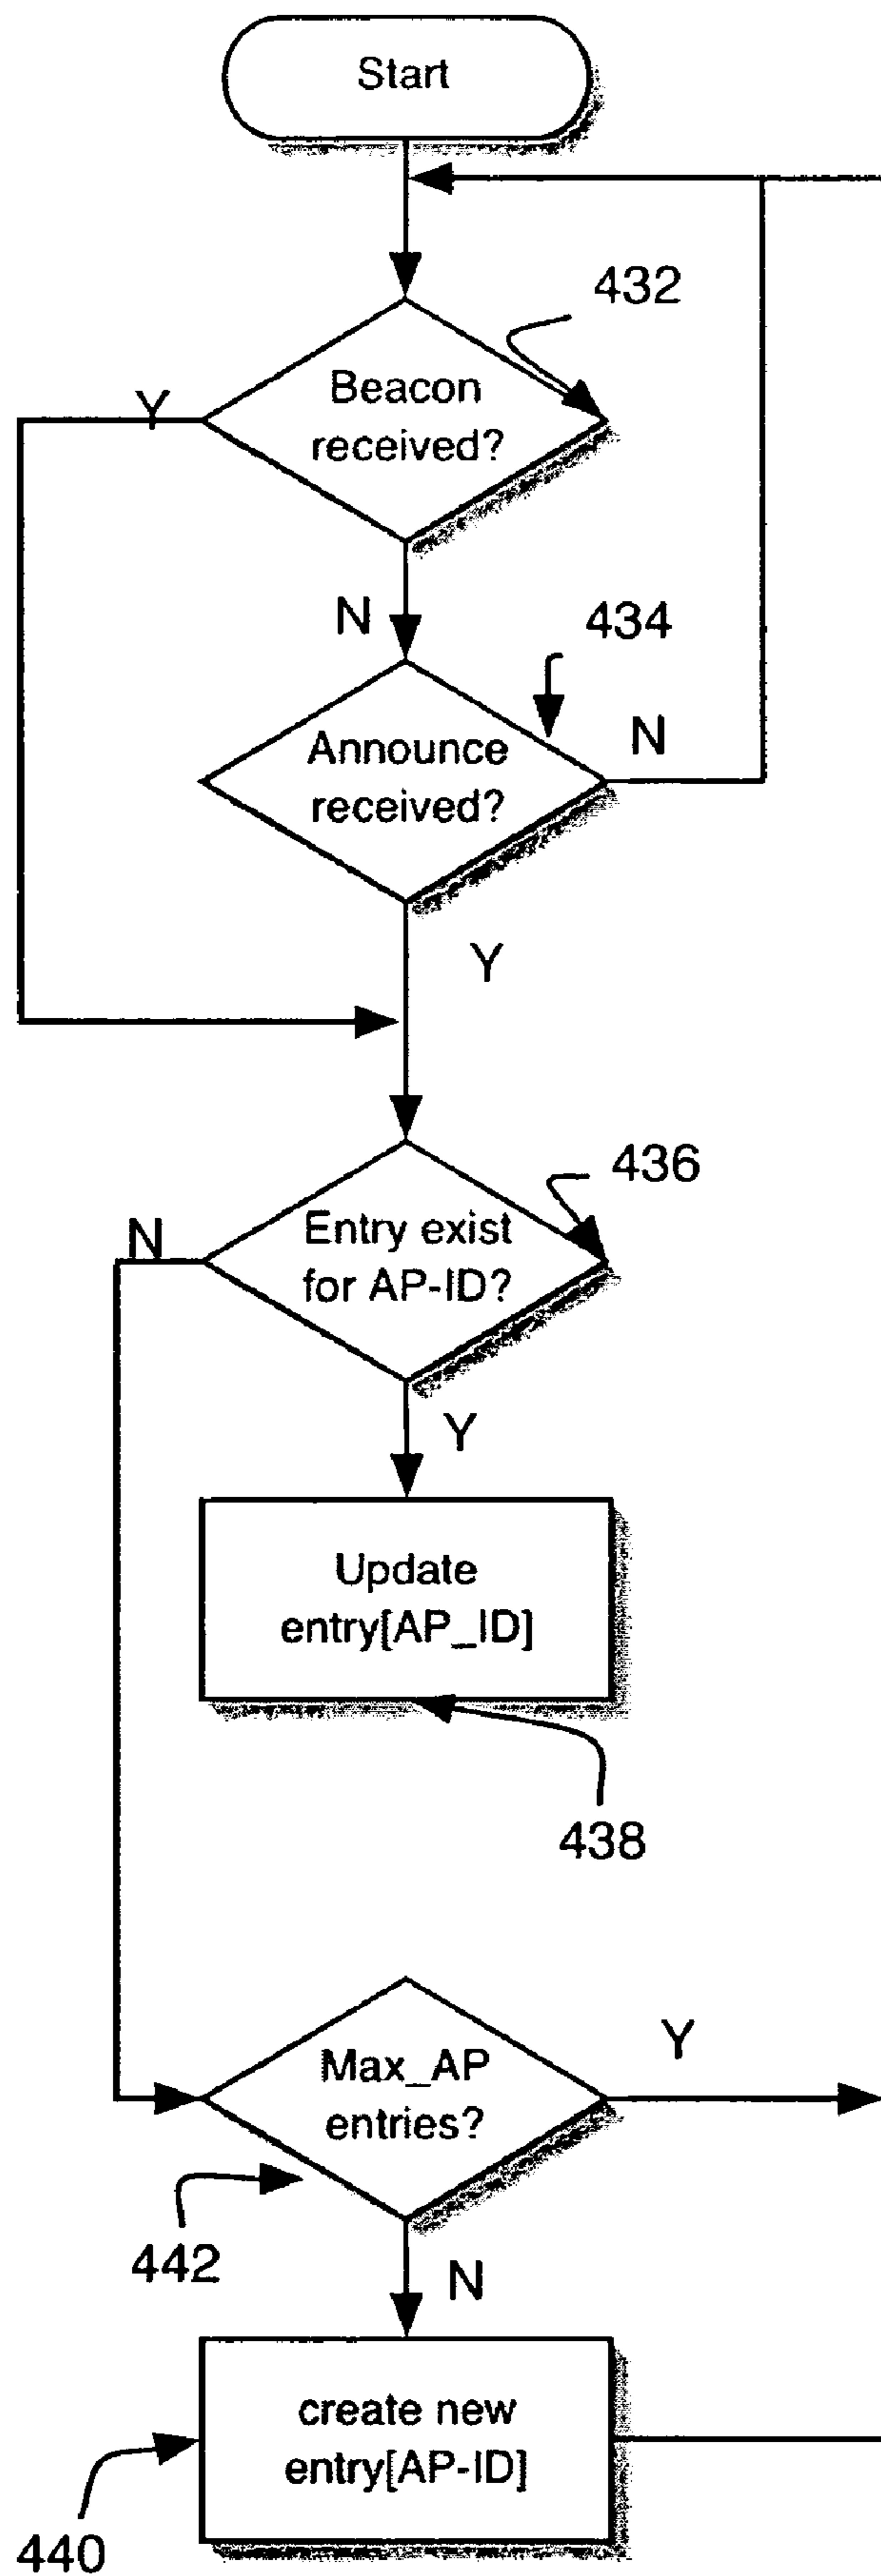 Start
432
Beacon
received?
Y
N
434
Announce
received?
N
Y
436
Entry exist
for AP-ID?
N
Y
Update
entry[AP_ID]
438
Max_AP
entries?
Y
442
N
create new
entry[AP-ID]
440